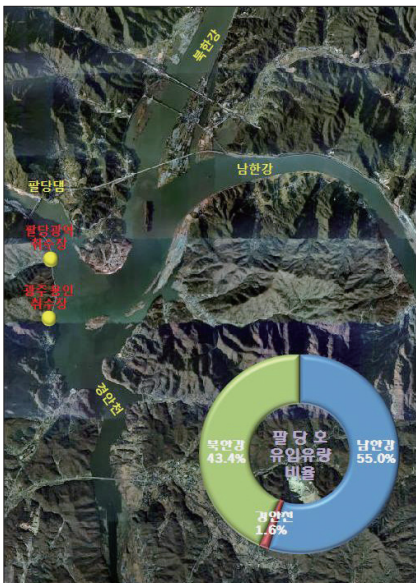 북한강
남한강
팔당댐
팔당광역
취수장
광주용인
취수장
경안천
팔 당 호
유입유량
비율
북한강
43.4%
남한강
55.0%
경안천
1.6%